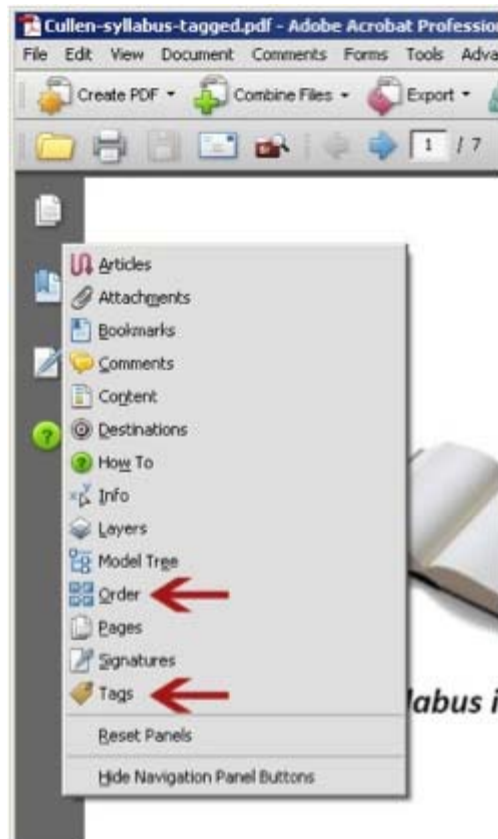 Cullen-syllabus-tagged.pdf - Adobe Acrobat Profession
File Edit View Document Comments Forms Tools Adva
Create PDF Combine Files Export
1 / 7
Articles
Attachments
Bookmarks
Comments
Content
Destinations
How To
Info
Layers
Model Tree
Order
Pages
Signatures
Tags
labus i
Reset Panels
Hide Navigation Panel Buttons